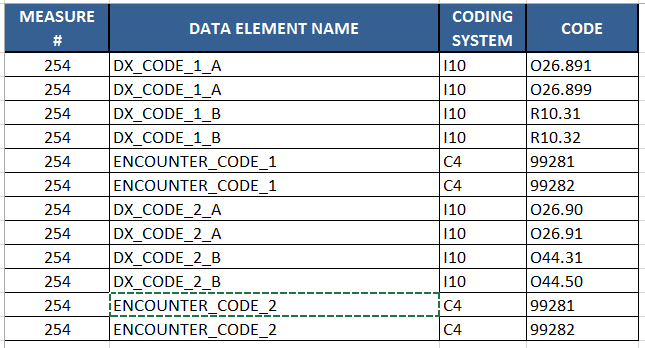 MEASURE # DATA ELEMENT NAME CODING SYSTEM CODE
254 DX_CODE_1_A I10 O26.891
254 DX_CODE_1_A I10 O26.899
254 DX_CODE_1_B I10 R10.31
254 DX_CODE_1_B I10 R10.32
254 ENCOUNTER_CODE_1 C4 99281
254 ENCOUNTER_CODE_1 C4 99282
254 DX_CODE_2_A I10 O26.90
254 DX_CODE_2_A I10 O26.91
254 DX_CODE_2_B I10 O44.31
254 DX_CODE_2_B I10 O44.50
254 ENCOUNTER_CODE_2 C4 99281
254 ENCOUNTER_CODE_2 C4 99282